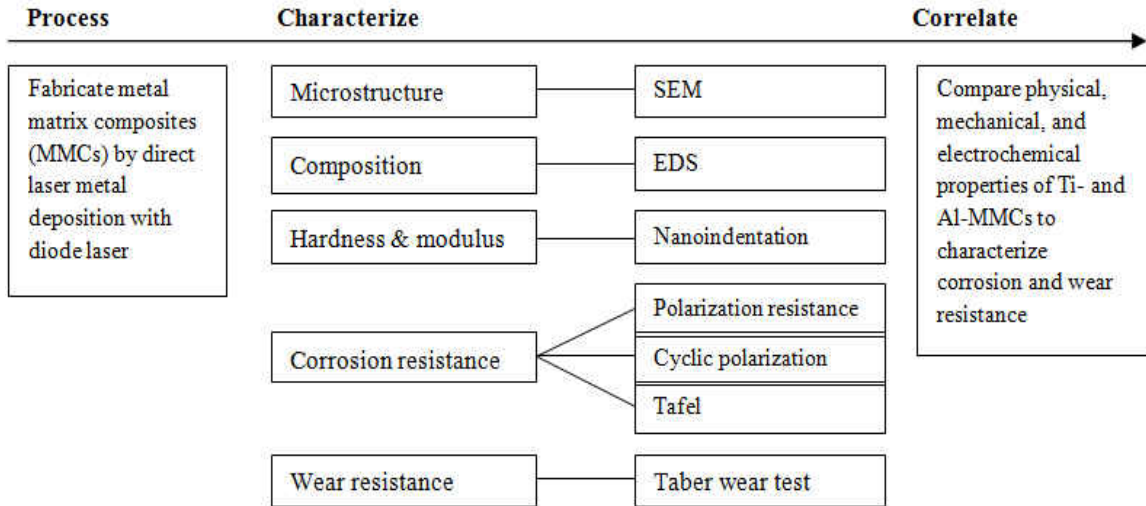 Process
Characterize
Correlate
Fabricate metal
matrix composites
(MMCs) by direct
laser metal
deposition with
diode laser
Microstructure
SEM
Composition
EDS
Hardness & modulus
Nanoindentation
Corrosion resistance
Polarization resistance
Cyclic polarization
Tafel
Wear resistance
Taber wear test
Compare physical,
mechanical, and
electrochemical
properties of Ti- and
Al-MMCs to
characterize
corrosion and wear
resistance